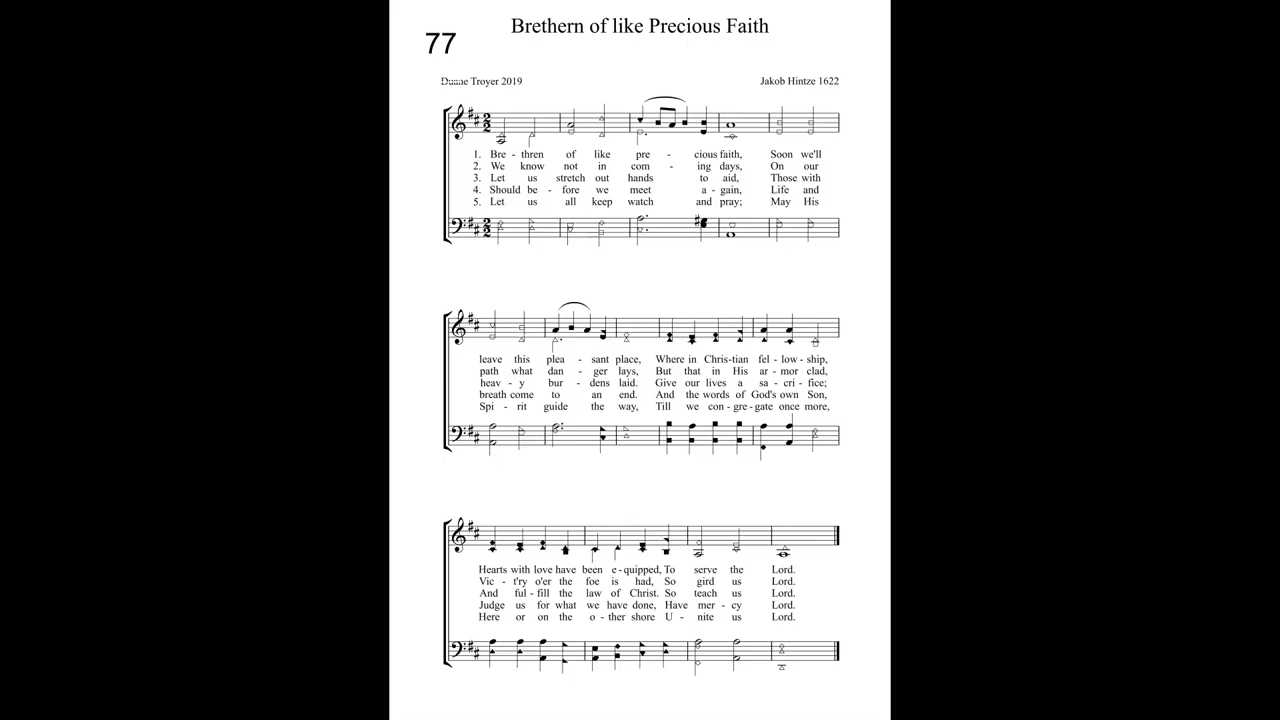 Brethern of like Precious Faith
77
Duane Troyer 2019 Jakob Hintze 1622
1. Bre - thren of like pre - cious faith, Soon we'll
2. We know not in com - ing days, On our
3. Let us stretch out hands to aid, Those with
4. Should be - fore we meet a - gain, Life and
5. Let us all keep watch and pray; May His
leave this plea - sant place, Where in Chris - tian fel - low - ship,
path what dan - ger lays, But that in His ar - mor clad,
heav - y bur - dens laid. Give our lives a sa - cri - fice;
breath come to an end. And the words of God's own Son,
Spi - rit guide the way, Till we con - gre - gate once more,
Hearts with love have been e - quipped, To serve the Lord.
Vic - t'ry o'er the foe is had, So gird us Lord.
And ful - fill the law of Christ. So teach us Lord.
Judge us for what we have done, Have mer - cy Lord.
Here or on the o - ther shore U - nite us Lord.